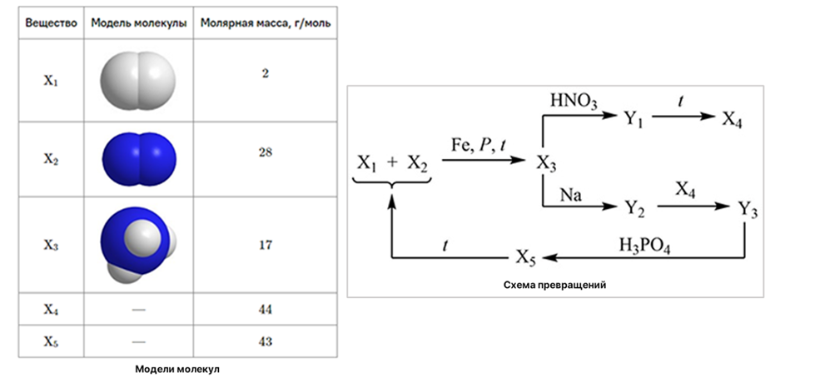 Вещество Модель молекулы Молярная масса, г/моль
X₁ 2
X₂ 28
X₃ 17
X₄ — 44
X₅ — 43
Модели молекул
HNO₃ t
Y₁ X₄
Fe, P, t
X₁ + X₂ X₃
Na X₄
Y₂ Y₃
t H₃PO₄
X₅
Схема превращений